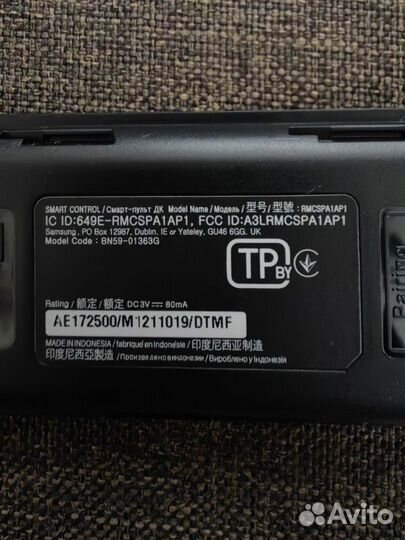 SMART CONTROL / Смарт-пульт ДК Model Name / Модель / 型号/ 型號 : RMCSPA1AP1
IC ID:649E-RMCSPA1AP1, FCC ID:A3LRMCSPA1AP1
Samsung , PO Box 12987, Dublin. IE or Yateley, GU46 6GG. UK
Model Code : BN59-01363G
TP BY
Rating / 额定 / 額定 / DC 3V ⎓ 80mA
AE172500/M1211019/DTMF
MADE IN INDONESIA / fabriqué en Indonésie / 印度尼西亚制造
印度尼西亞製造 / Произведено в Индонезии / Вироблено у Індонезія
Pairing
Avito